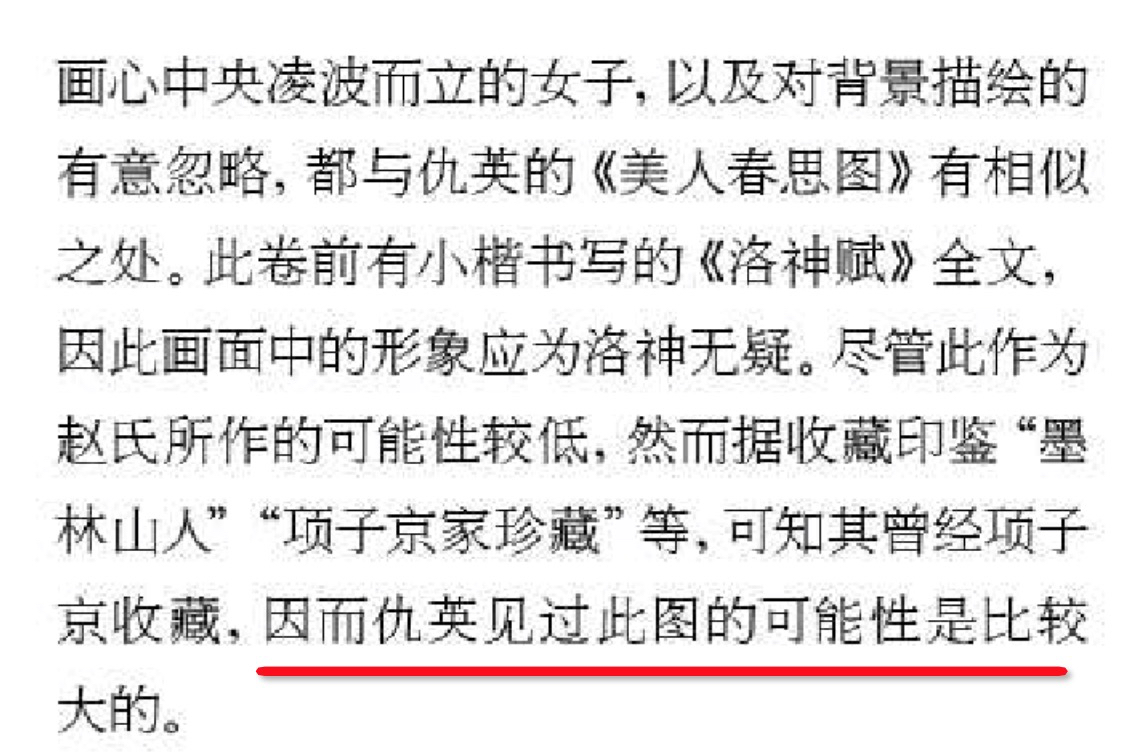 画心中央凌波而立的女子，以及对背景描绘的
有意忽略，都与仇英的《美人春思图》有相似
之处。此卷前有小楷书写的《洛神赋》全文，
因此画面中的形象应为洛神无疑。尽管此作为
赵氏所作的可能性较低，然而据收藏印鉴“墨
林山人”“项子京家珍藏”等，可知其曾经项子
京收藏，因而仇英见过此图的可能性是比较
大的。